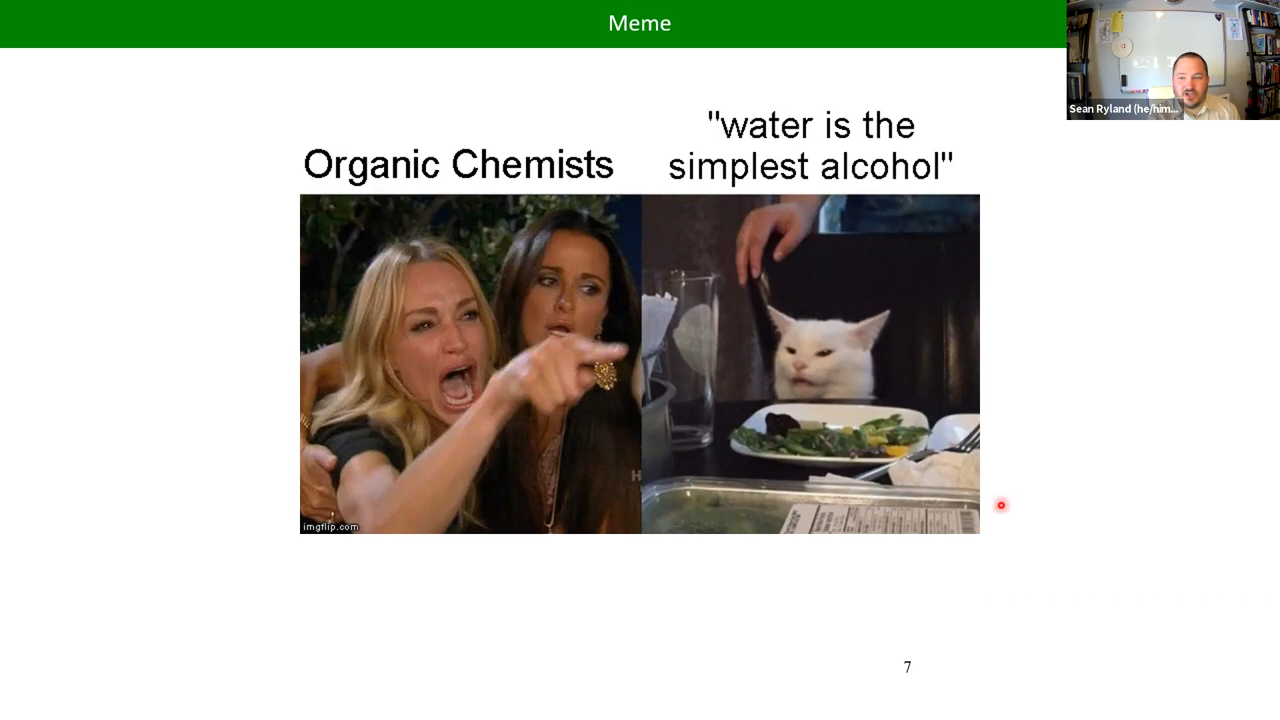 Meme
Sean Ryland (he/him...
"water is the
simplest alcohol"
Organic Chemists
imgflip.com
7